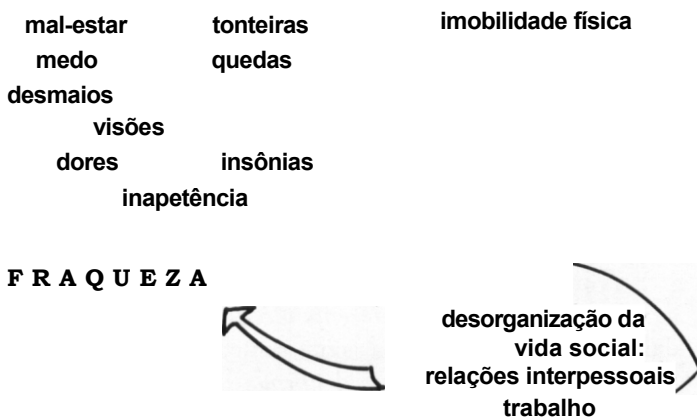 mal-estar tonteiras imobilidade física
medo quedas
desmaios
visões
dores insônias
inapetência
FRAQUEZA
desorganização da
vida social:
relações interpessoais
trabalho